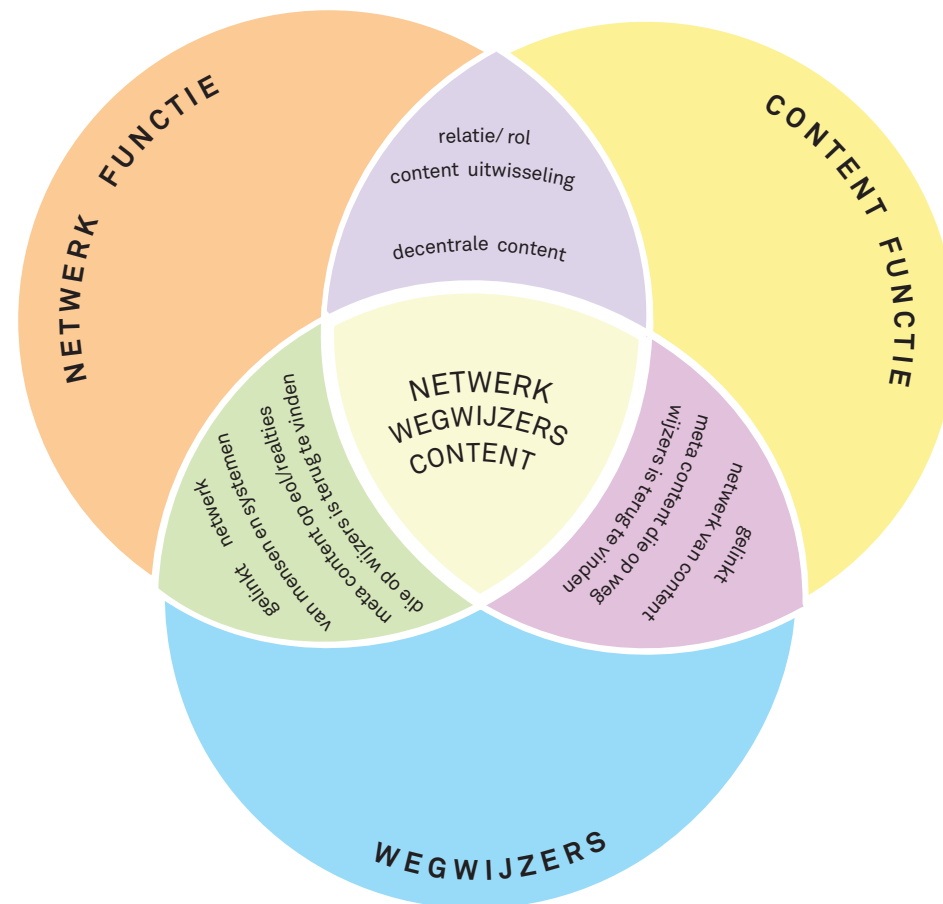 NETWERK FUNCTIE
CONTENT FUNCTIE
relatie/ rol
content uitwisseling
decentrale content
NETWERK
WEGWIJZERS
CONTENT
gelinkt netwerk
van mensen en systemen
meta content op eol/realties
die op wijzers is terug te vinden
meta content die op weg
wijzers is terug te vinden
netwerk van content
gelinkt
WEGWIJZERS